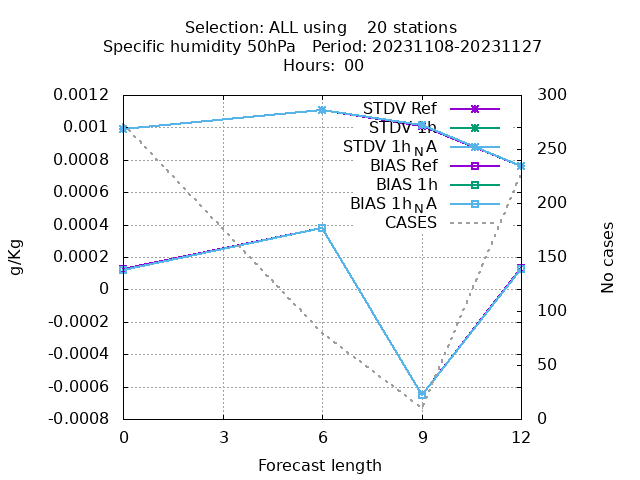 Selection: ALL using    20 stations
Specific humidity 50hPa   Period: 20231108-20231127
Hours:  00
0.0012
0.001
0.0008
0.0006
0.0004
0.0002
0
-0.0002
-0.0004
-0.0006
-0.0008
g/Kg
STDV Ref
STDV 1h
STDV 1h_N A
BIAS Ref
BIAS 1h
BIAS 1h_N A
CASES
300
250
200
150
100
50
0
No cases
0 3 6 9 12
Forecast length